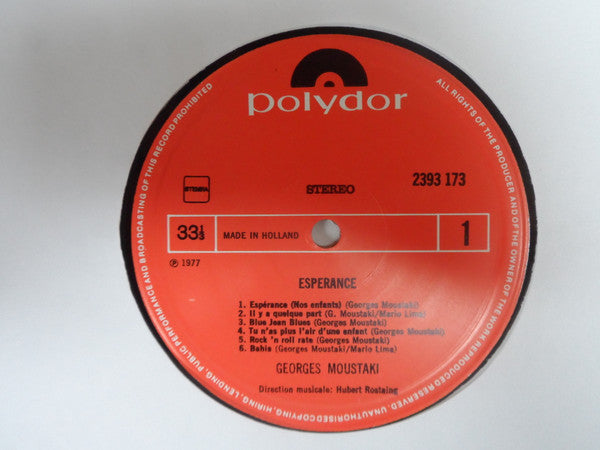 polydor
STEMRA
STEREO
2393 173
33⅓
MADE IN HOLLAND
1
℗ 1977
ESPERANCE
1. Espérance (Nos enfants) (Georges Moustaki)
2. Il y a quelque part (G. Moustaki/Mario Lima)
3. Blue Jean Blues (Georges Moustaki)
4. Tu n'as plus l'air d'une enfant (Georges Moustaki)
5. Rock 'n roll rate (Georges Moustaki)
6. Bahia (Georges Moustaki/Mario Lima)
GEORGES MOUSTAKI
Direction musicale: Hubert Rostaing
ALL RIGHTS OF THE PRODUCER AND OF THE OWNER OF THE WORK REPRODUCED RESERVED. UNAUTHORISED COPYING, HIRING, LENDING, PUBLIC PERFORMANCE AND BROADCASTING OF THIS RECORD PROHIBITED